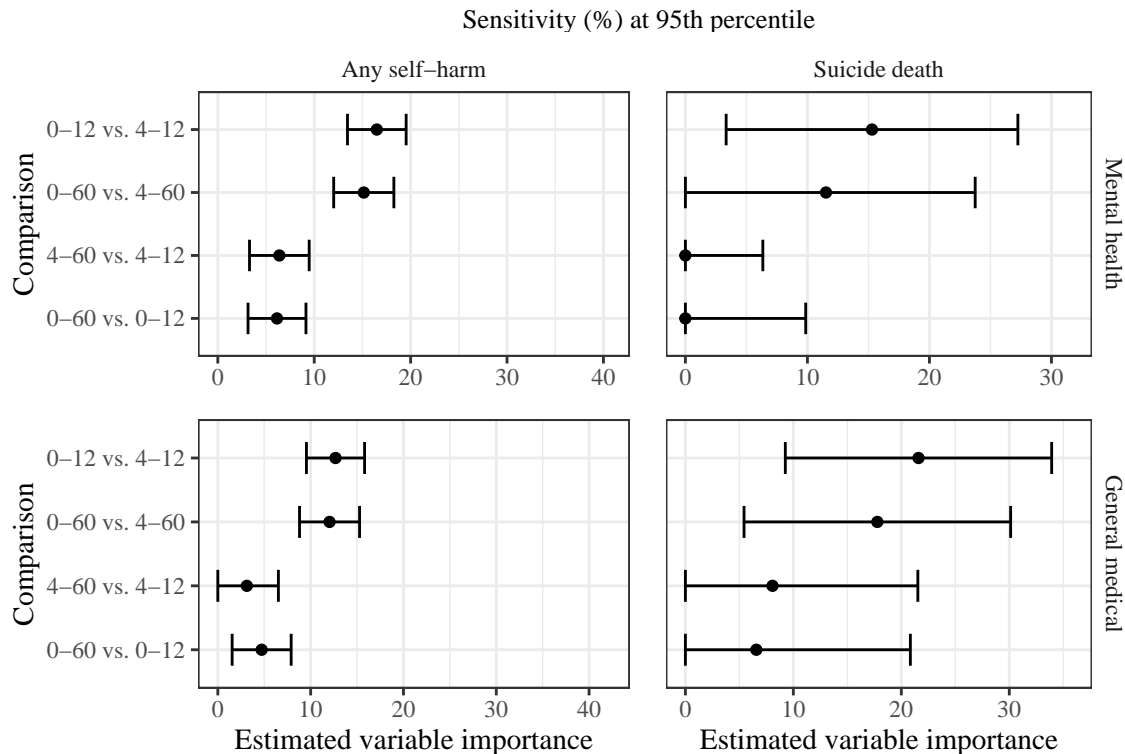 Sensitivity (%) at 95th percentile
Any self−harm
Suicide death
Comparison
0−12 vs. 4−12
0−60 vs. 4−60
4−60 vs. 4−12
0−60 vs. 0−12
0 10 20 30 40
0 10 20 30
Mental health
Comparison
0−12 vs. 4−12
0−60 vs. 4−60
4−60 vs. 4−12
0−60 vs. 0−12
0 10 20 30 40
0 10 20 30
General medical
Estimated variable importance
Estimated variable importance